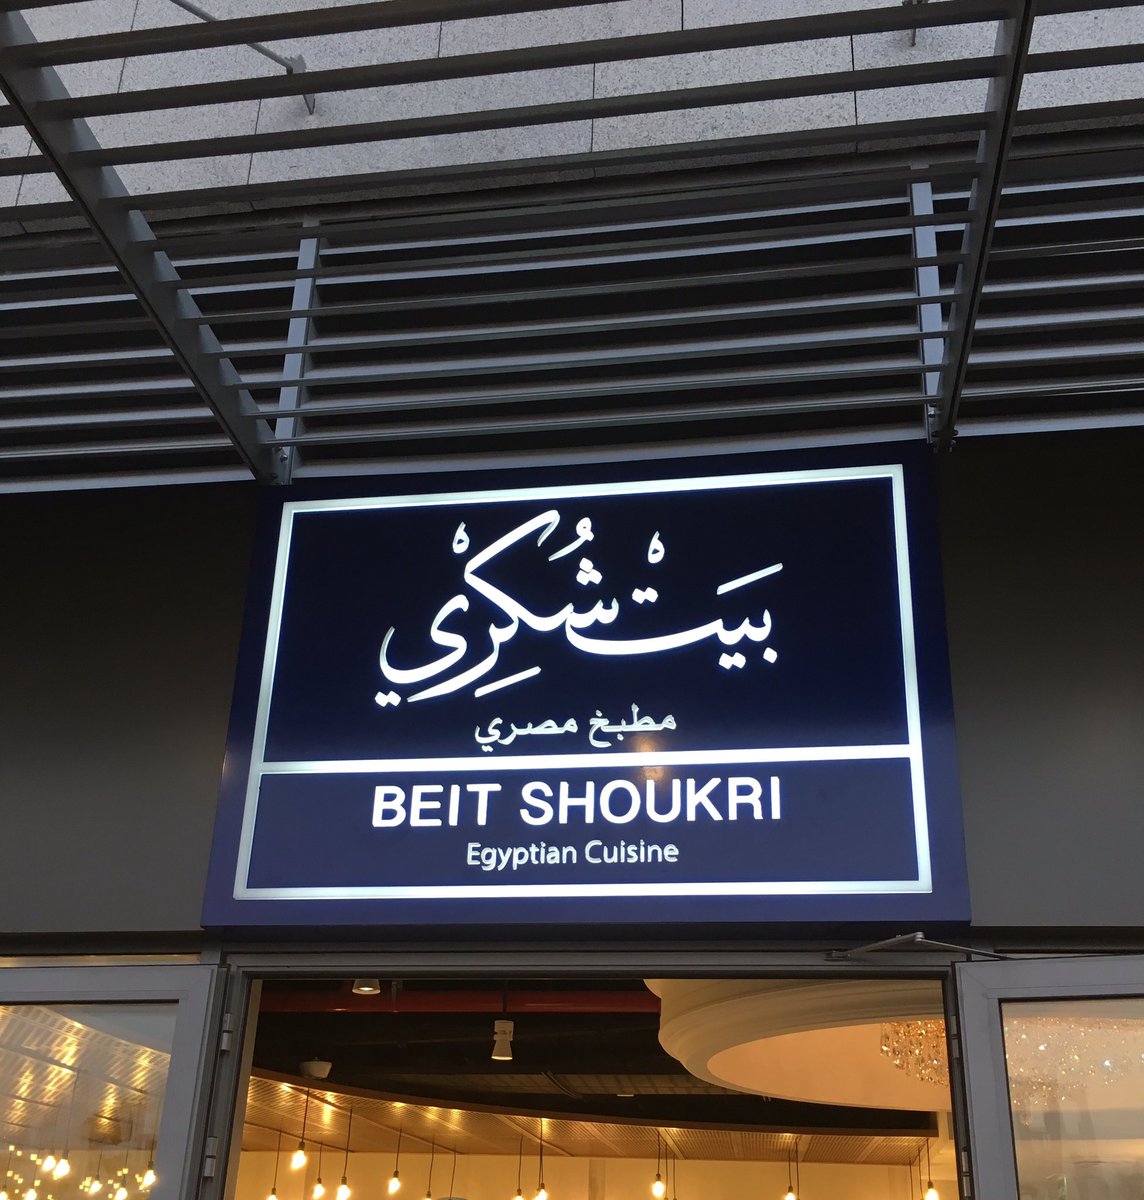 بيت شكري
مطبخ مصري
BEIT SHOUKRI
Egyptian Cuisine